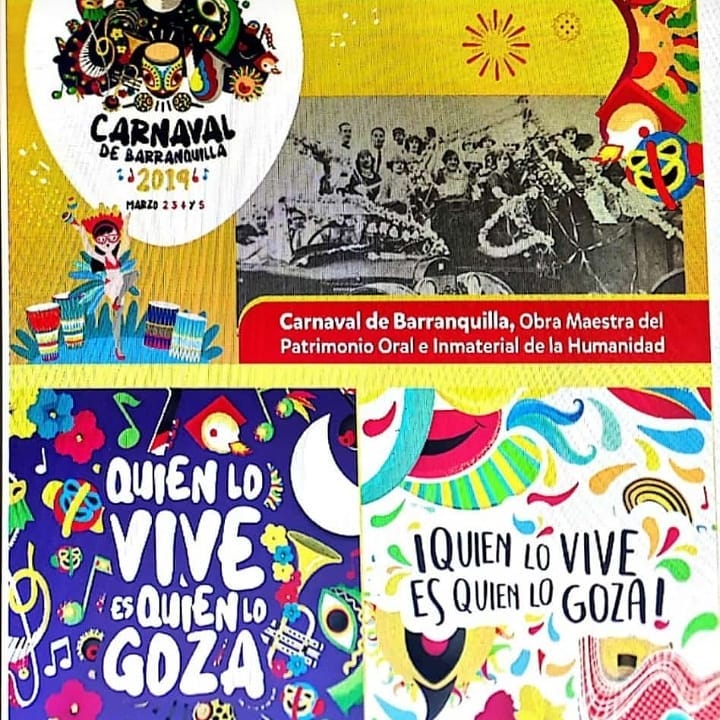 CARNAVAL
DE BARRANQUILLA
2019
MARZO 2 3 4 Y 5
Carnaval de Barranquilla, Obra Maestra del
Patrimonio Oral e Inmaterial de la Humanidad
QUIEN LO
VIVE
ES QUIEN LO
GOZA
¡QUIEN LO VIVE
ES QUIEN LO GOZA!